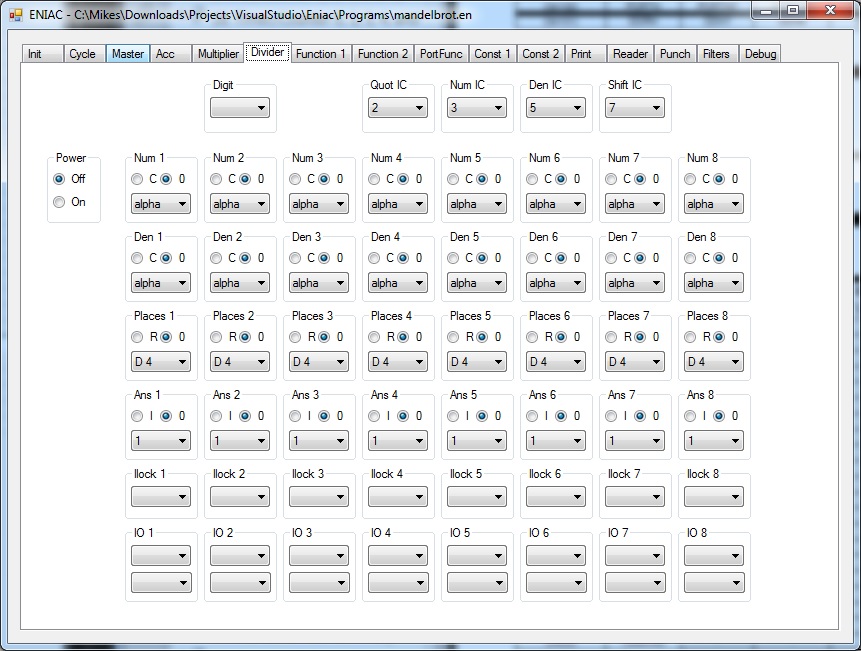 ENIAC - C:\Mikes\Downloads\Projects\VisualStudio\Eniac\Programs\mandelbrot.en
Init Cycle Master Acc Multiplier Divider Function 1 Function 2 PortFunc Const 1 Const 2 Print Reader Punch Filters Debug
Digit Quot IC Num IC Den IC Shift IC
2 3 5 7
Power Num 1 Num 2 Num 3 Num 4 Num 5 Num 6 Num 7 Num 8
Off C 0 C 0 C 0 C 0 C 0 C 0 C 0 C 0
On alpha alpha alpha alpha alpha alpha alpha alpha
Den 1 Den 2 Den 3 Den 4 Den 5 Den 6 Den 7 Den 8
C 0 C 0 C 0 C 0 C 0 C 0 C 0 C 0
alpha alpha alpha alpha alpha alpha alpha alpha
Places 1 Places 2 Places 3 Places 4 Places 5 Places 6 Places 7 Places 8
R 0 R 0 R 0 R 0 R 0 R 0 R 0 R 0
D 4 D 4 D 4 D 4 D 4 D 4 D 4 D 4
Ans 1 Ans 2 Ans 3 Ans 4 Ans 5 Ans 6 Ans 7 Ans 8
I 0 I 0 I 0 I 0 I 0 I 0 I 0 I 0
1 1 1 1 1 1 1 1
Ilock 1 Ilock 2 Ilock 3 Ilock 4 Ilock 5 Ilock 6 Ilock 7 Ilock 8
IO 1 IO 2 IO 3 IO 4 IO 5 IO 6 IO 7 IO 8